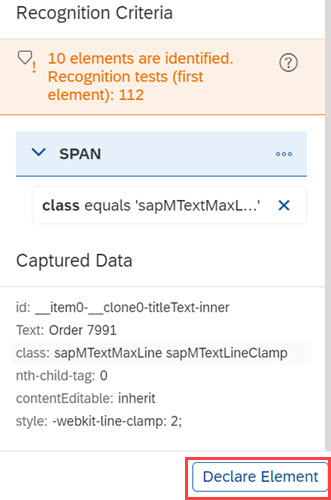 Recognition Criteria
10 elements are identified.
Recognition tests (first
element): 112
SPAN
class equals 'sapMTextMaxL...'
Captured Data
id: __item0-__clone0-titleText-inner
Text: Order 7991
class: sapMTextMaxLine sapMTextLineClamp
nth-child-tag: 0
contentEditable: inherit
style: -webkit-line-clamp: 2;
Declare Element